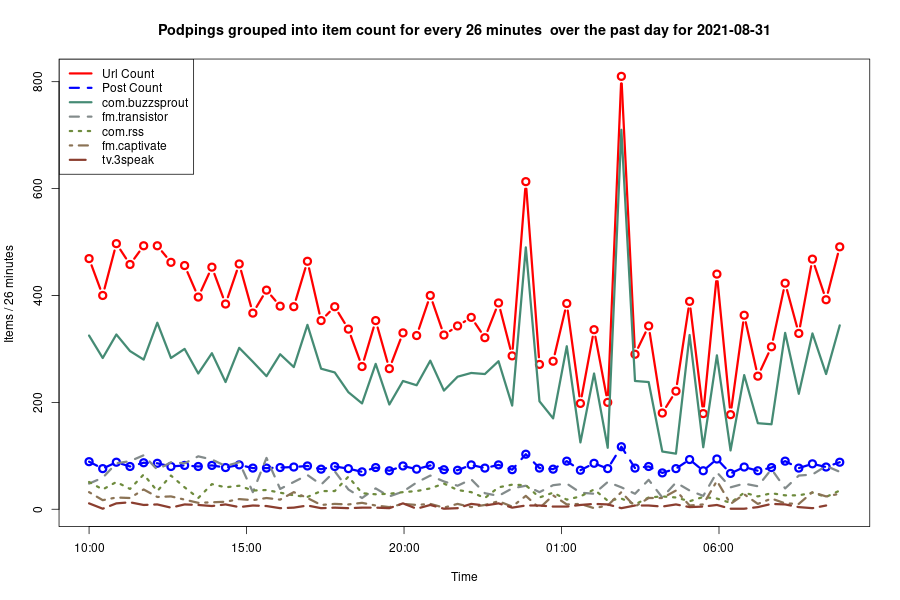 Podpings grouped into item count for every 26 minutes  over the past day for 2021-08-31
Url Count
Post Count
com.buzzsprout
fm.transistor
com.rss
fm.captivate
tv.3speak
Items / 26 minutes
800
600
400
200
0
10:00 15:00 20:00 01:00 06:00
Time